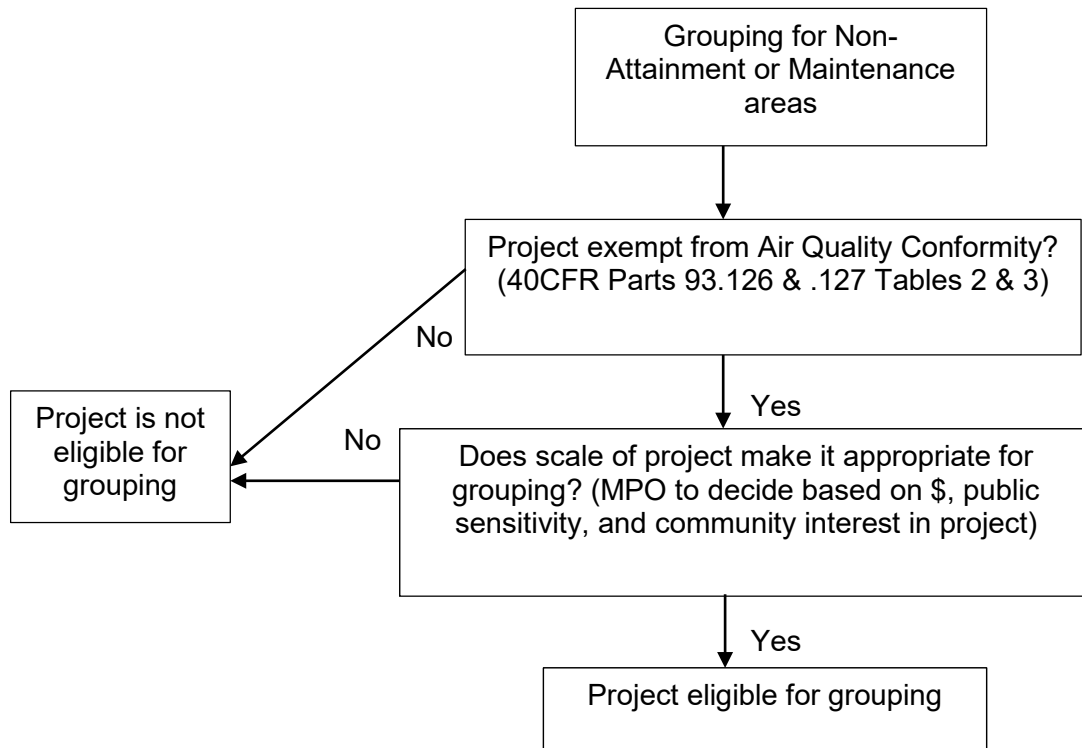 Grouping for Non-
Attainment or Maintenance
areas
Project exempt from Air Quality Conformity?
(40CFR Parts 93.126 & .127 Tables 2 & 3)
No
Yes
Project is not
eligible for
grouping
No
Does scale of project make it appropriate for
grouping? (MPO to decide based on $, public
sensitivity, and community interest in project)
Yes
Project eligible for grouping